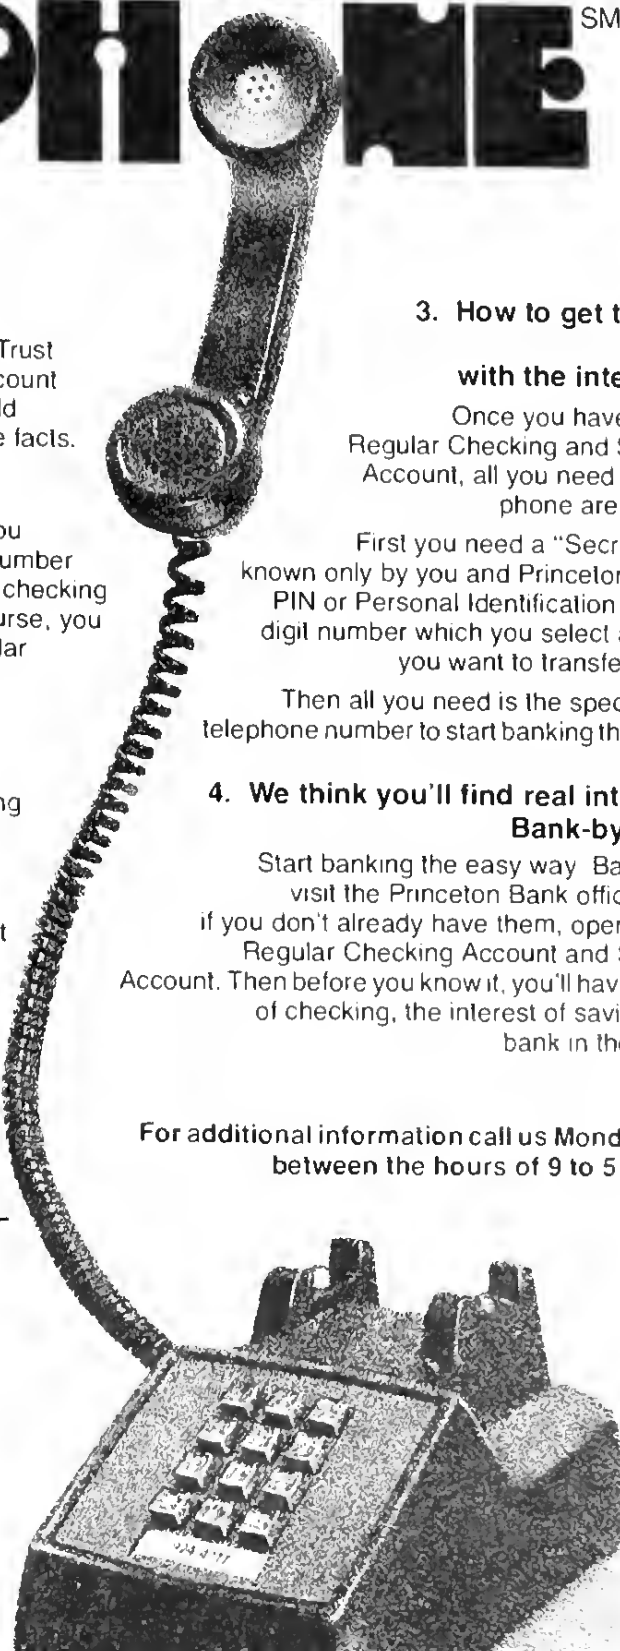 PHONE SM
Trust
count
ld
e facts.
ou
umber
checking
urse, you
lar
ng
t
3. How to get t
with the inte
Once you have
Regular Checking and S
Account, all you need
phone are
First you need a "Secr
known only by you and Princeton
PIN or Personal Identification
digit number which you select a
you want to transfe
Then all you need is the spec
telephone number to start banking th
4. We think you'll find real int
Bank-by
Start banking the easy way Ba
visit the Princeton Bank offic
if you don't already have them, open
Regular Checking Account and S
Account. Then before you know it, you'll hav
of checking, the interest of savi
bank in the
For additional information call us Mond
between the hours of 9 to 5